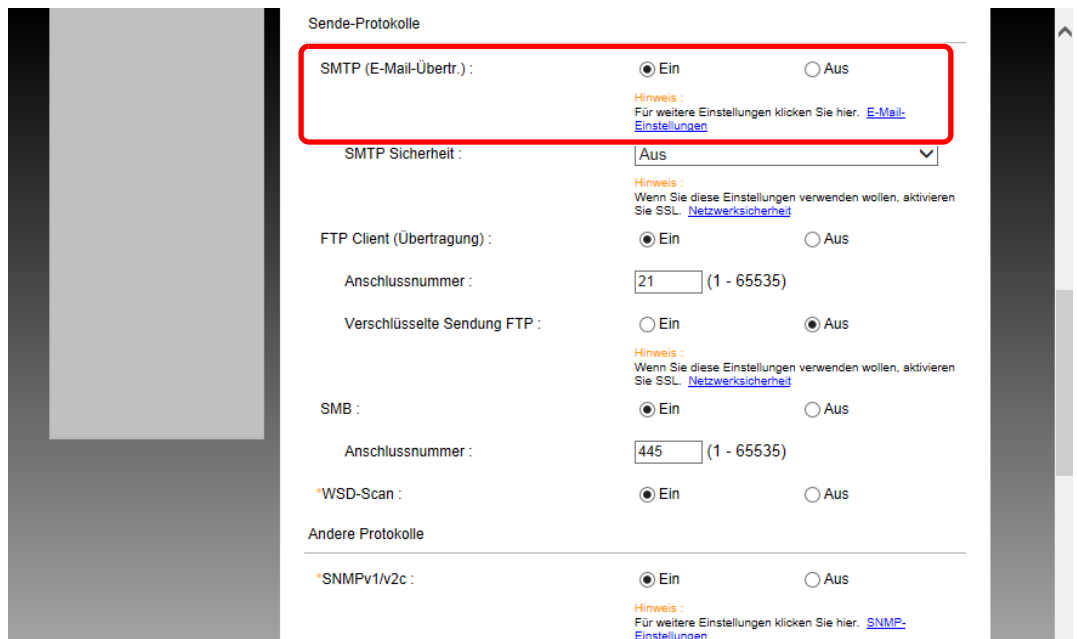 Sende-Protokolle
SMTP (E-Mail-Übertr.) : Ein Aus
Hinweis :
Für weitere Einstellungen klicken Sie hier. E-Mail-
Einstellungen
SMTP Sicherheit : Aus
Hinweis :
Wenn Sie diese Einstellungen verwenden wollen, aktivieren
Sie SSL. Netzwerksicherheit
FTP Client (Übertragung) : Ein Aus
Anschlussnummer : 21 (1 - 65535)
Verschlüsselte Sendung FTP : Ein Aus
Hinweis :
Wenn Sie diese Einstellungen verwenden wollen, aktivieren
Sie SSL. Netzwerksicherheit
SMB : Ein Aus
Anschlussnummer : 445 (1 - 65535)
*WSD-Scan : Ein Aus
Andere Protokolle
*SNMPv1/v2c : Ein Aus
Hinweis :
Für weitere Einstellungen klicken Sie hier. SNMP-
Einstellungen